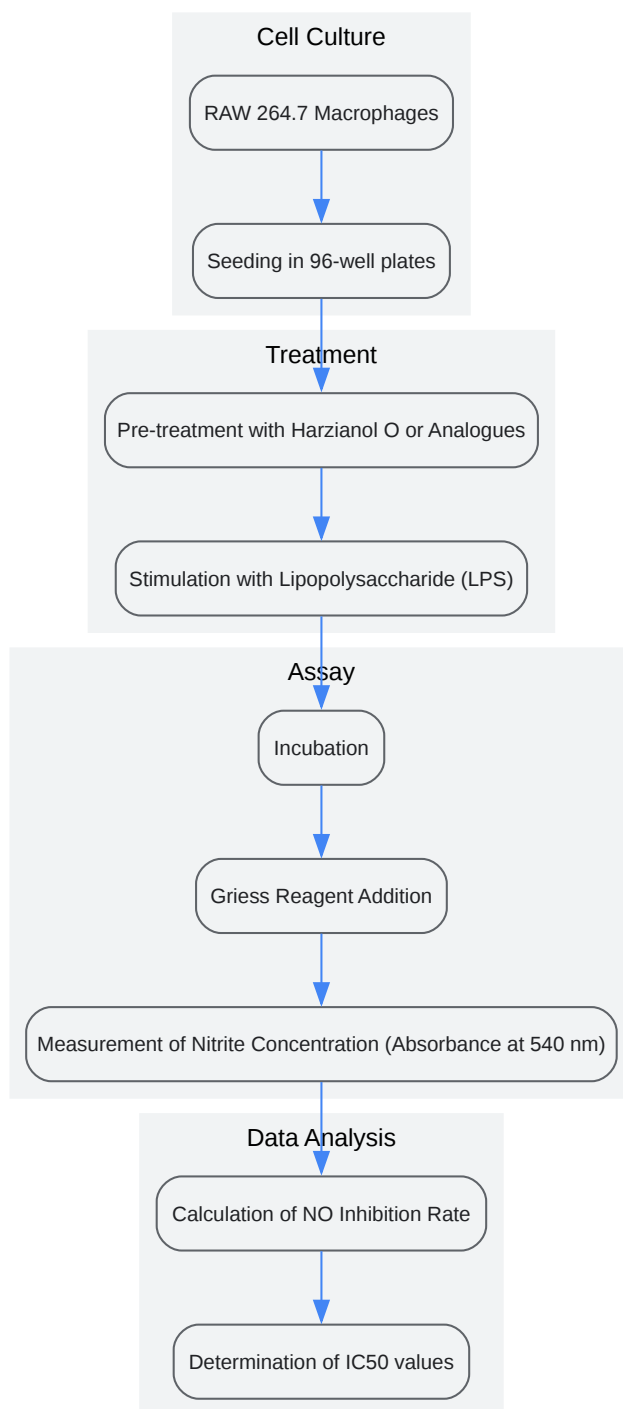 Cell Culture
RAW 264.7 Macrophages
Seeding in 96-well plates
Treatment
Pre-treatment with Harzianol O or Analogues
Stimulation with Lipopolysaccharide (LPS)
Assay
Incubation
Griess Reagent Addition
Measurement of Nitrite Concentration (Absorbance at 540 nm)
Data Analysis
Calculation of NO Inhibition Rate
Determination of IC50 values